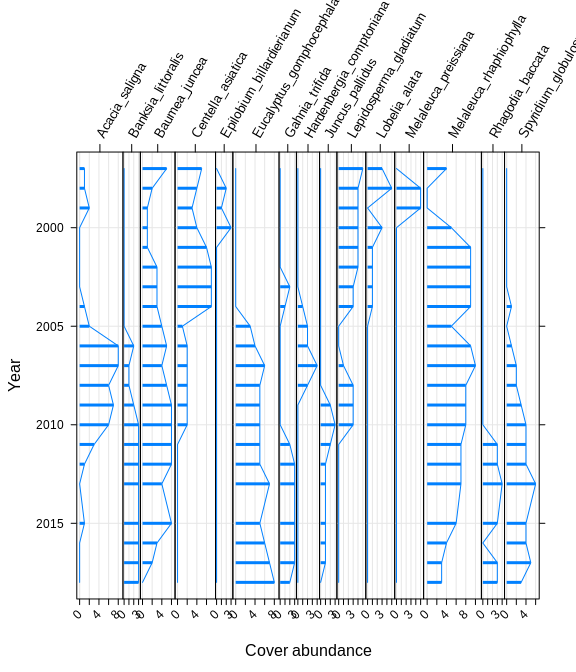 Acacia_saligna
Banksia_littoralis
Baumea_juncea
Centella_asiatica
Epilobium_billardierianum
Eucalyptus_gomphocephala
Gahnia_trifida
Hardenbergia_comptoniana
Juncus_pallidus
Lepidosperma_gladiatum
Lobelia_alata
Melaleuca_preissiana
Melaleuca_rhaphiophylla
Rhagodia_baccata
Spyridium_globulos
2000
2005
2010
2015
Year
0 4 8 0 3 0 4 0 4 0 3 0 4 8 0 3 0 3 0 3 0 3 0 3 0 3 0 4 8 0 3 0 4
Cover abundance